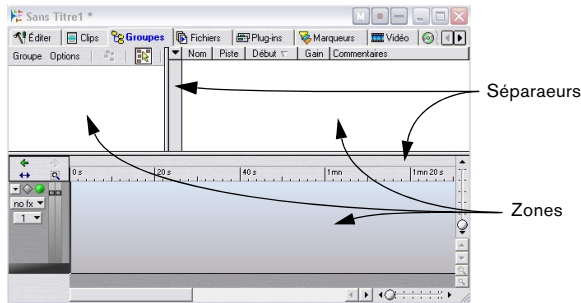 Sans Titre1 *
Éditer Clips Groupes Fichiers Plug-ins Marqueurs Vidéo
Groupe Options Nom Piste Début Gain Commentaires
Séparaeurs
0 s 20 s 40 s 1mn 1mn 20 s
no fx
1
Zones